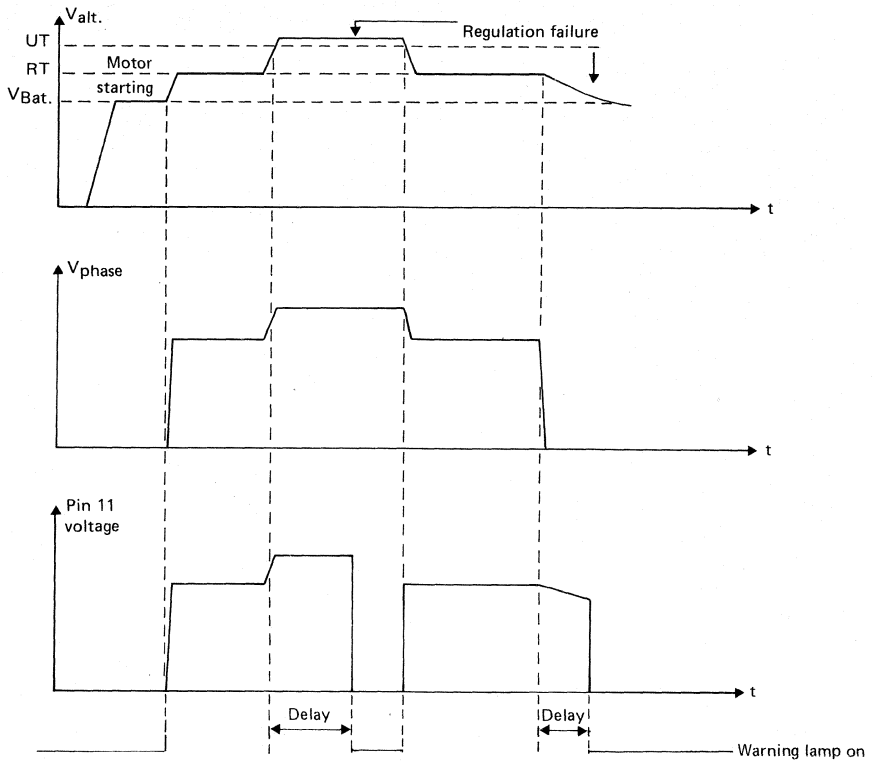 Valt.
UT
Regulation failure
RT
Motor
starting
VBat.
t
Vphase
t
Pin 11
voltage
t
Delay
Delay
Warning lamp on